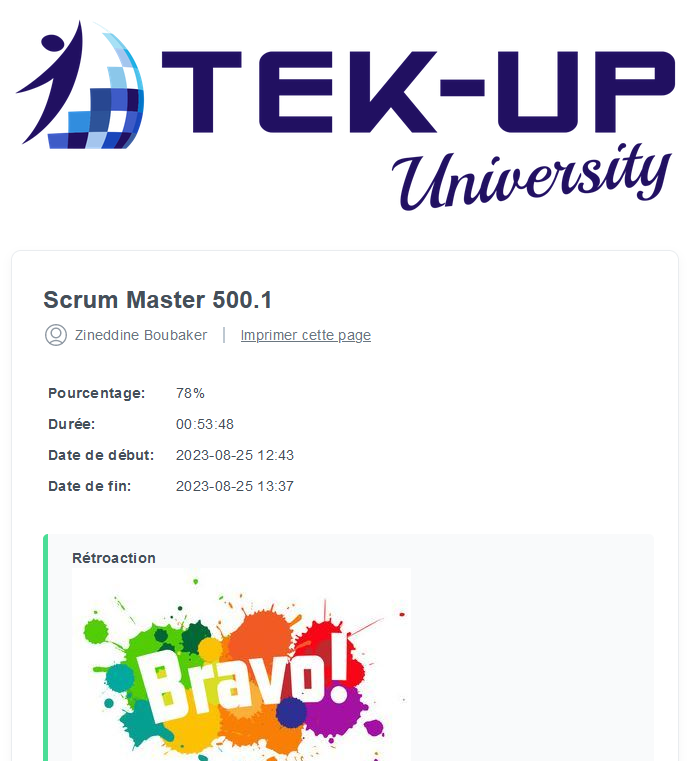 TEK-UP
University
Scrum Master 500.1
Zineddine Boubaker | Imprimer cette page
Pourcentage: 78%
Durée: 00:53:48
Date de début: 2023-08-25 12:43
Date de fin: 2023-08-25 13:37
Rétroaction
Bravo!